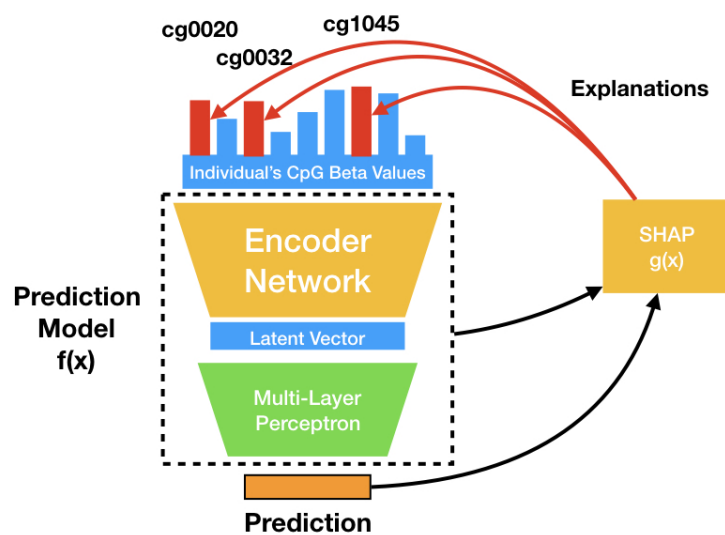 cg0020
cg0032
cg1045
Explanations
Individual's CpG Beta Values
Encoder
Network
SHAP
g(x)
Prediction
Model
f(x)
Latent Vector
Multi-Layer
Perceptron
Prediction